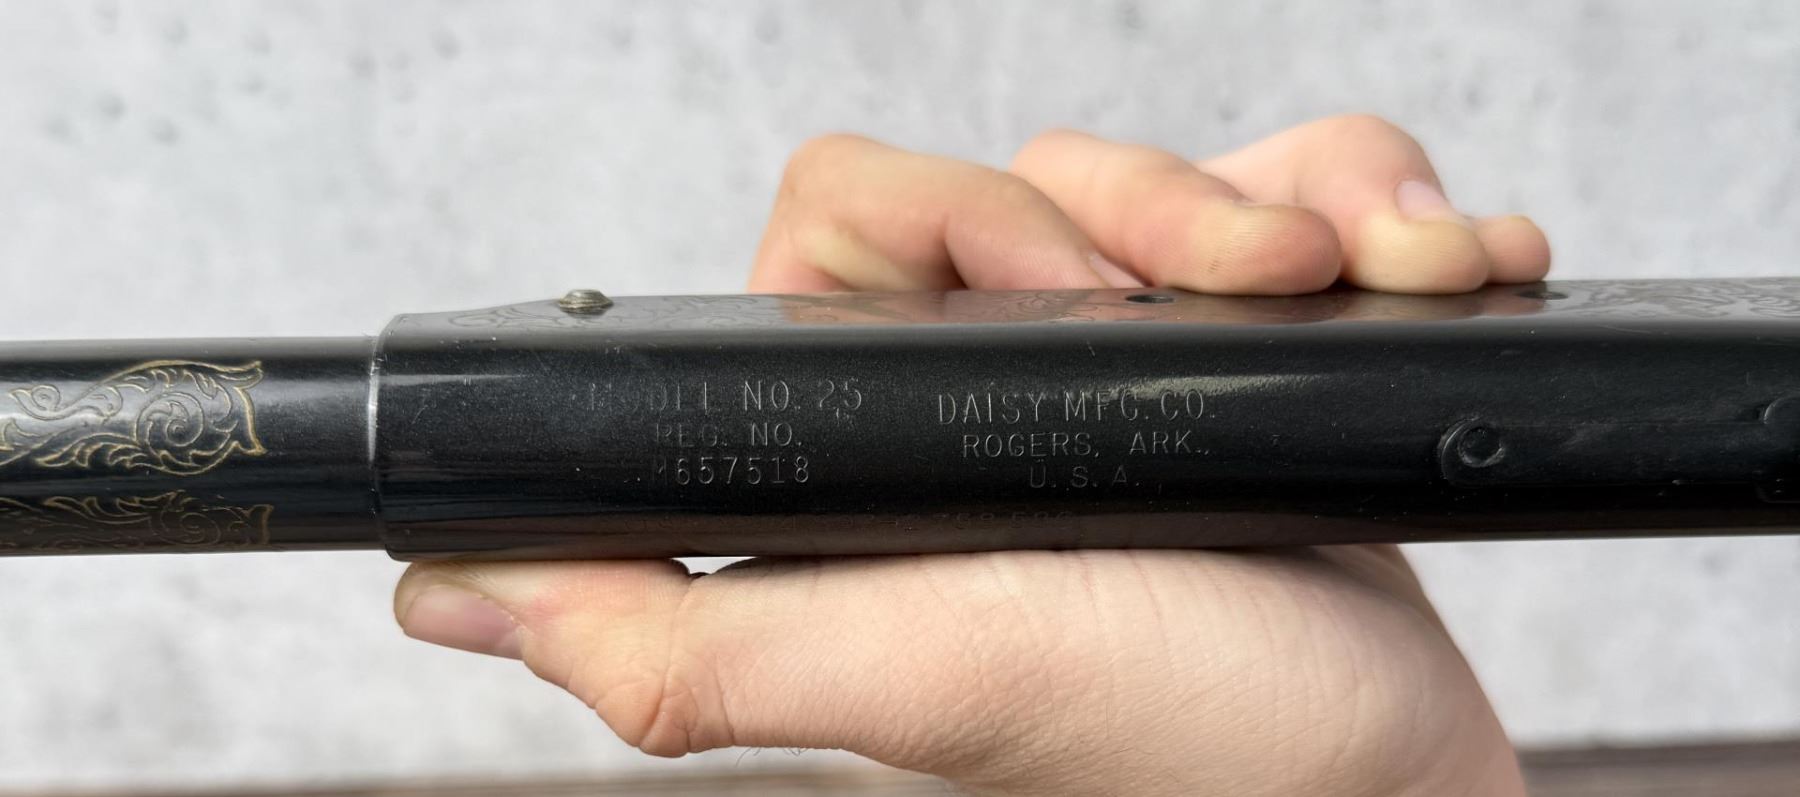 MODEL NO. 25
REG. NO.
M657518
DAISY MFG. CO.
ROGERS, ARK.,
U. S. A.